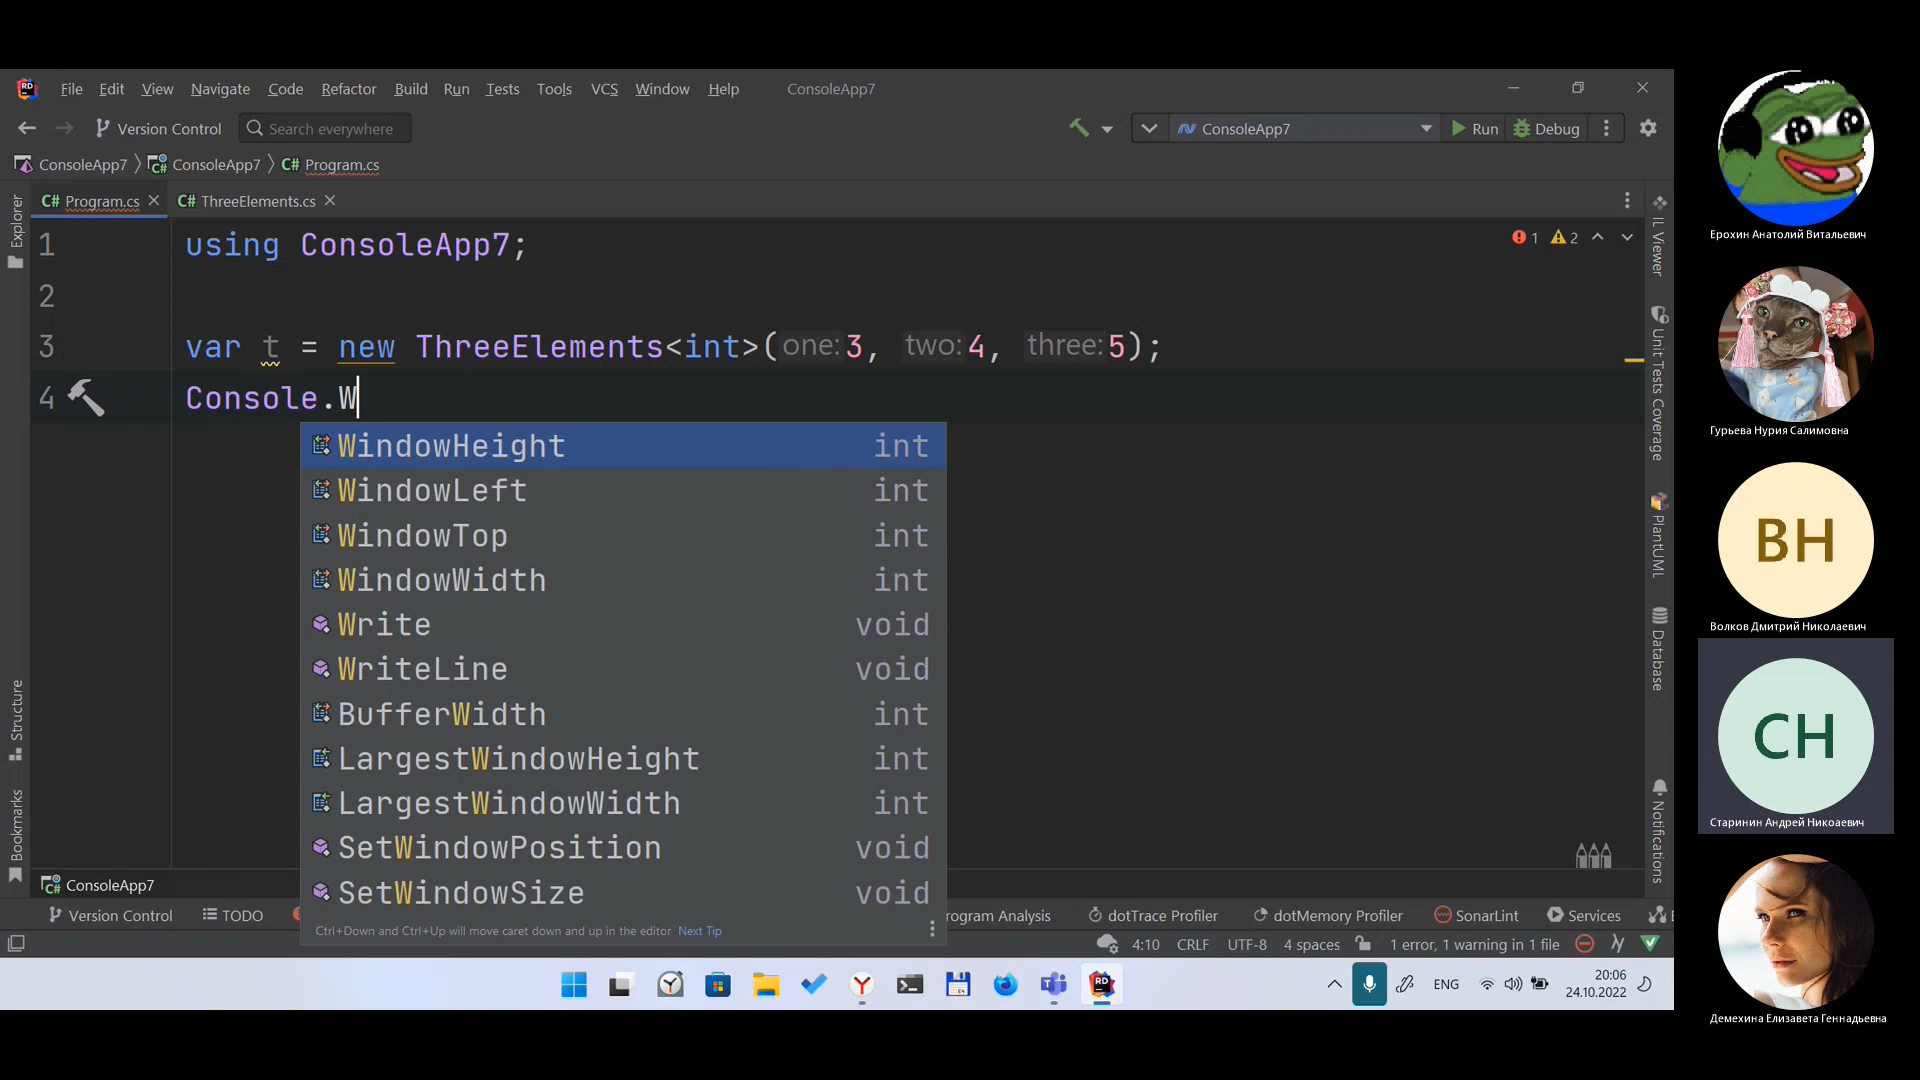 File Edit View Navigate Code Refactor Build Run Tests Tools VCS Window Help ConsoleApp7
Version Control Search everywhere ConsoleApp7 Run Debug
ConsoleApp7 ConsoleApp7 C# Program.cs
C# Program.cs C# ThreeElements.cs
1 using ConsoleApp7;
1 2
2
3 var t = new ThreeElements<int>(one: 3, two: 4, three: 5);
4 Console.W
WindowHeight int
WindowLeft int
WindowTop int
WindowWidth int
Write void
WriteLine void
BufferWidth int
LargestWindowHeight int
LargestWindowWidth int
SetWindowPosition void
SetWindowSize void
Ctrl+Down and Ctrl+Up will move caret down and up in the editor Next Tip
Explorer
Structure
Bookmarks
IL Viewer
Unit Tests Coverage
PlantUML
Database
Notifications
ConsoleApp7
Version Control TODO rogram Analysis dotTrace Profiler dotMemory Profiler SonarLint Services
4:10 CRLF UTF-8 4 spaces 1 error, 1 warning in 1 file
ENG 20:06
24.10.2022
Ерохин Анатолий Витальевич
Гурьева Нурия Салимовна
ВН
Волков Дмитрий Николаевич
СН
Старинин Андрей Никоаевич
Демехина Елизавета Геннадьевна